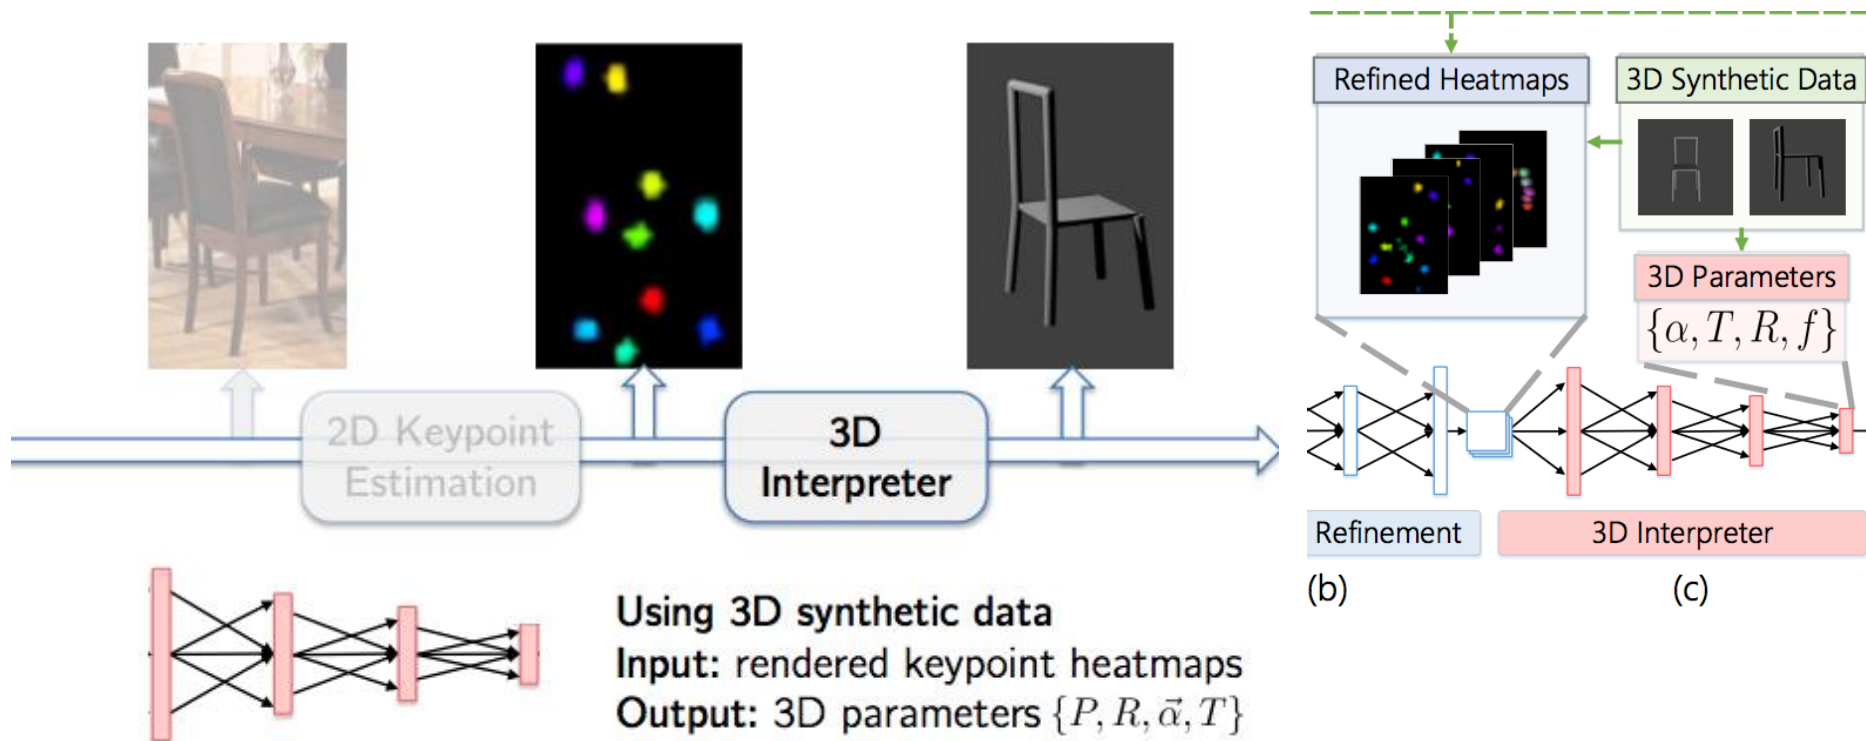 2D Keypoint
Estimation
3D
Interpreter
Using 3D synthetic data
Input: rendered keypoint heatmaps
Output: 3D parameters {P, R, α⃗, T}
Refined Heatmaps
3D Synthetic Data
3D Parameters
{α, T, R, f}
Refinement
3D Interpreter
(b)
(c)